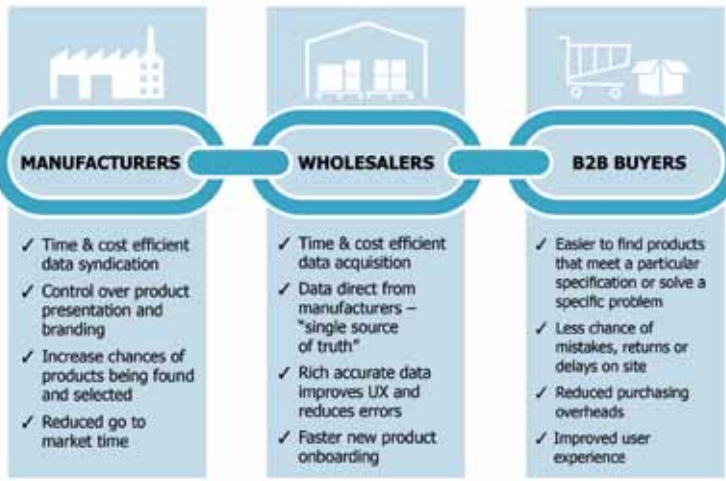 MANUFACTURERS
✓ Time & cost efficient
data syndication
✓ Control over product
presentation and
branding
✓ Increase chances of
products being found
and selected
✓ Reduced go to
market time
WHOLESALERS
✓ Time & cost efficient
data acquisition
✓ Data direct from
manufacturers –
"single source
of truth"
✓ Rich accurate data
improves UX and
reduces errors
✓ Faster new product
onboarding
B2B BUYERS
✓ Easier to find products
that meet a particular
specification or solve a
specific problem
✓ Less chance of
mistakes, returns or
delays on site
✓ Reduced purchasing
overheads
✓ Improved user
experience